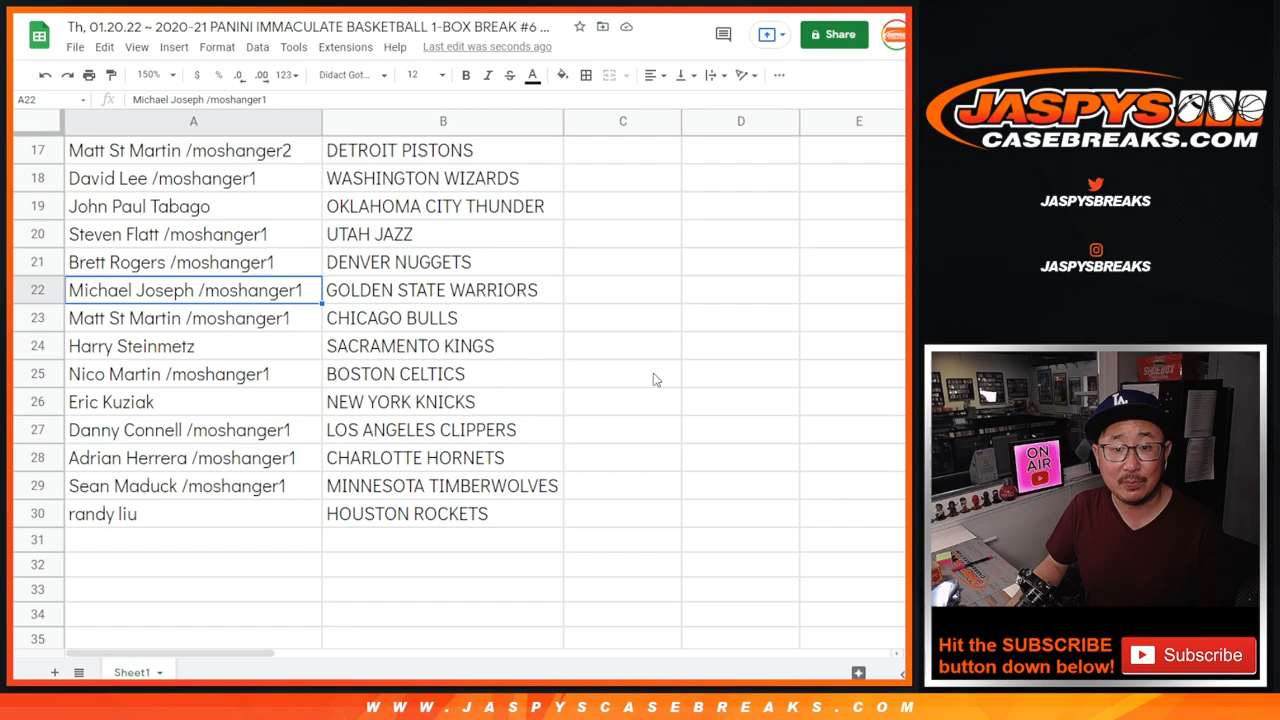 Th, 01.20.22 ~ 2020-21 PANINI IMMACULATE BASKETBALL 1-BOX BREAK #6 ...
File Edit View Insert Format Data Tools Extensions Help Last edit was seconds ago
Share
150% $ % .0 .00 123 Didact Got... 12 B I S A
A22 fx Michael Joseph /moshanger1
A B C D E
17 Matt St Martin /moshanger2 DETROIT PISTONS
18 David Lee /moshanger1 WASHINGTON WIZARDS
19 John Paul Tabago OKLAHOMA CITY THUNDER
20 Steven Flatt /moshanger1 UTAH JAZZ
21 Brett Rogers /moshanger1 DENVER NUGGETS
22 Michael Joseph /moshanger1 GOLDEN STATE WARRIORS
23 Matt St Martin /moshanger1 CHICAGO BULLS
24 Harry Steinmetz SACRAMENTO KINGS
25 Nico Martin /moshanger1 BOSTON CELTICS
26 Eric Kuziak NEW YORK KNICKS
27 Danny Connell /moshanger1 LOS ANGELES CLIPPERS
28 Adrian Herrera /moshanger1 CHARLOTTE HORNETS
29 Sean Maduck /moshanger1 MINNESOTA TIMBERWOLVES
30 randy liu HOUSTON ROCKETS
31
32
33
34
35
Sheet1
JASPYS
CASEBREAKS.COM
JASPYSBREAKS
JASPYSBREAKS
LA
ON
AIR
Hit the SUBSCRIBE
button down below!
Subscribe
WWW.JASPYSCASEBREAKS.COM